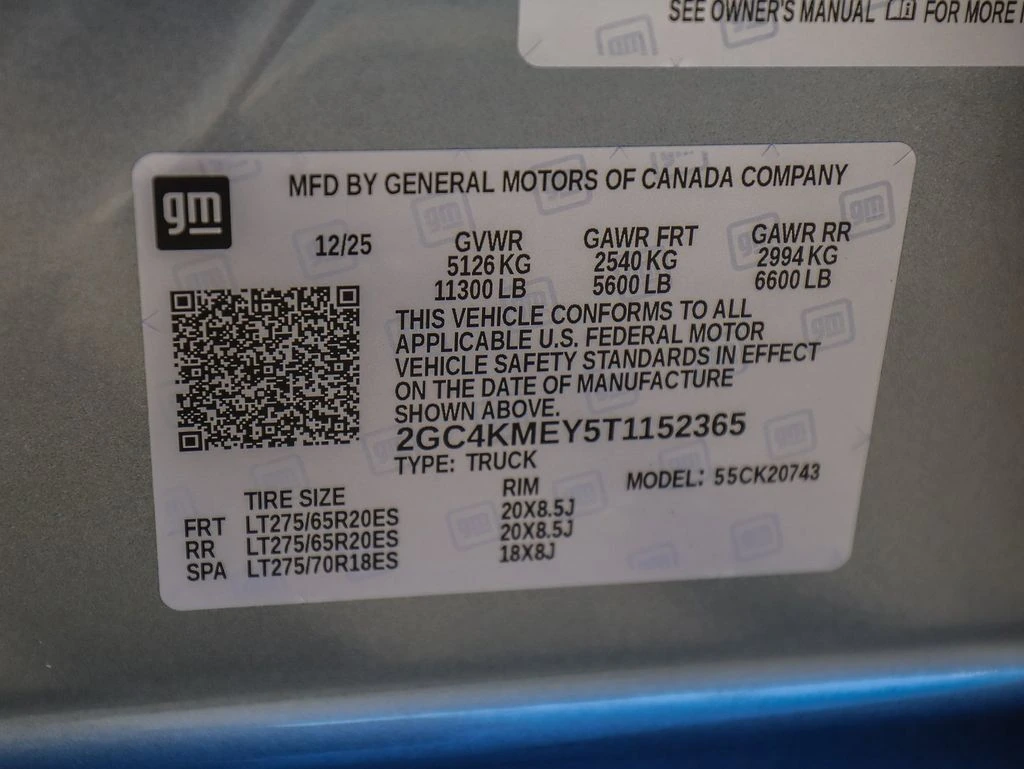 SEE OWNER'S MANUAL FOR MORE
gm
MFD BY GENERAL MOTORS OF CANADA COMPANY
12/25 GVWR GAWR FRT GAWR RR
5126 KG 2540 KG 2994 KG
11300 LB 5600 LB 6600 LB
THIS VEHICLE CONFORMS TO ALL
APPLICABLE U.S. FEDERAL MOTOR
VEHICLE SAFETY STANDARDS IN EFFECT
ON THE DATE OF MANUFACTURE
SHOWN ABOVE.
2GC4KMEY5T1152365
TYPE: TRUCK MODEL: 55CK20743
TIRE SIZE RIM
FRT LT275/65R20ES 20X8.5J
RR LT275/65R20ES 20X8.5J
SPA LT275/70R18ES 18X8J